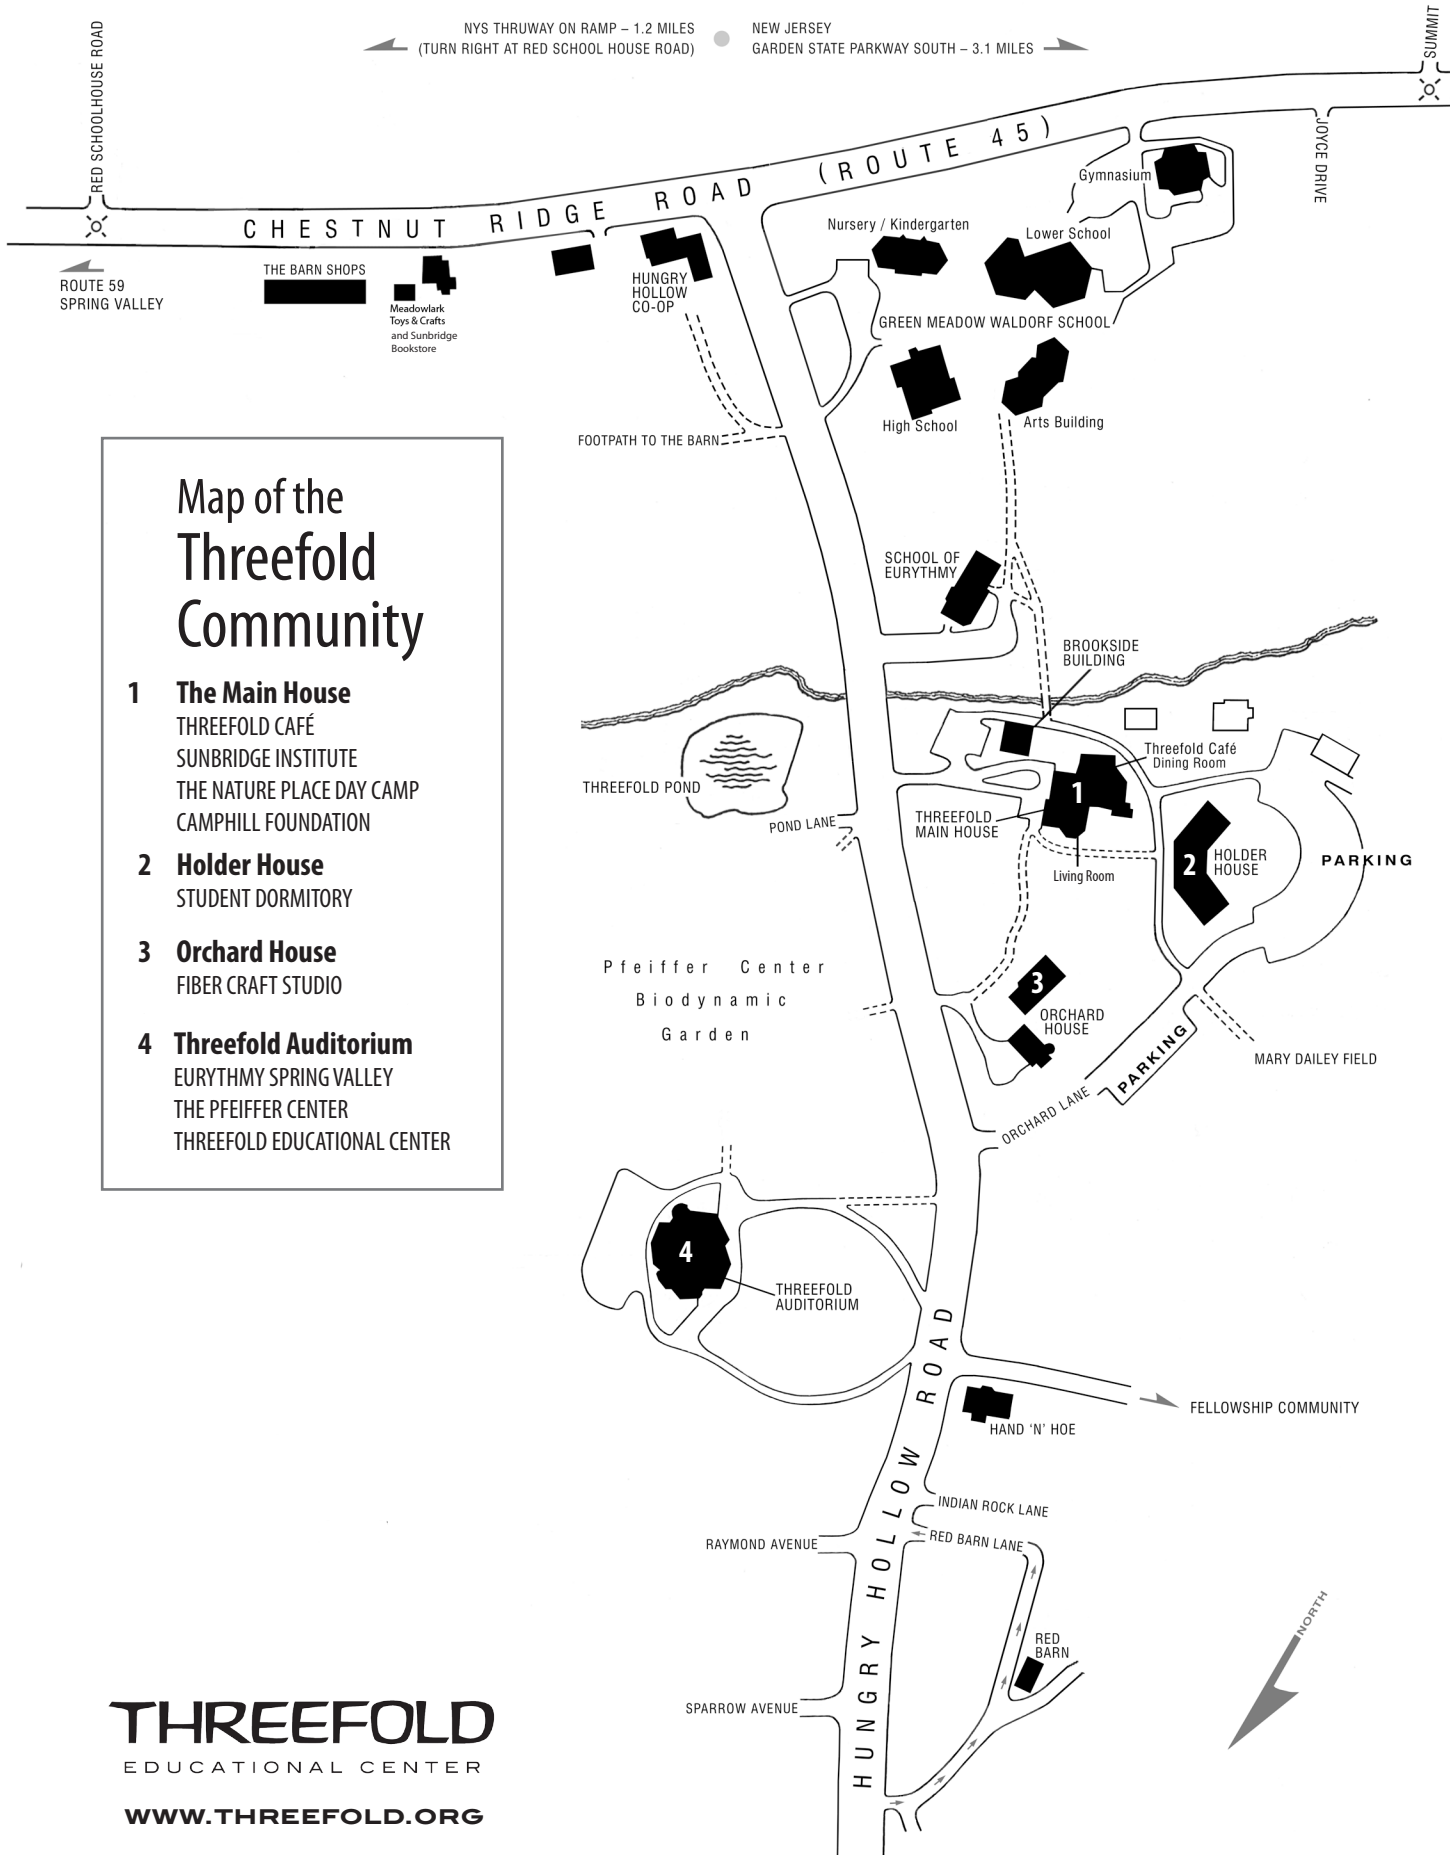 NYS THRUWAY ON RAMP – 1.2 MILES
(TURN RIGHT AT RED SCHOOL HOUSE ROAD)
NEW JERSEY
GARDEN STATE PARKWAY SOUTH – 3.1 MILES
SUMMIT
RED SCHOOLHOUSE ROAD
JOYCE DRIVE
CHESTNUT RIDGE ROAD (ROUTE 45)
Gymnasium
Nursery / Kindergarten
Lower School
ROUTE 59
SPRING VALLEY
THE BARN SHOPS
Meadowlark
Toys & Crafts
and Sunbridge
Bookstore
HUNGRY
HOLLOW
CO-OP
GREEN MEADOW WALDORF SCHOOL
High School
Arts Building
FOOTPATH TO THE BARN
Map of the
Threefold
Community
1 The Main House
THREEFOLD CAFÉ
SUNBRIDGE INSTITUTE
THE NATURE PLACE DAY CAMP
CAMPHILL FOUNDATION
2 Holder House
STUDENT DORMITORY
3 Orchard House
FIBER CRAFT STUDIO
4 Threefold Auditorium
EURYTHMY SPRING VALLEY
THE PFEIFFER CENTER
THREEFOLD EDUCATIONAL CENTER
SCHOOL OF
EURYTHMY
BROOKSIDE
BUILDING
Threefold Café
Dining Room
THREEFOLD POND
POND LANE
1
THREEFOLD
MAIN HOUSE
Living Room
2
HOLDER
HOUSE
PARKING
Pfeiffer Center
Biodynamic
Garden
3
ORCHARD
HOUSE
PARKING
MARY DAILEY FIELD
ORCHARD LANE
4
THREEFOLD
AUDITORIUM
HUNGRY HOLLOW ROAD
FELLOWSHIP COMMUNITY
HAND ‘N’ HOE
INDIAN ROCK LANE
RED BARN LANE
RAYMOND AVENUE
RED
BARN
SPARROW AVENUE
NORTH
THREEFOLD
EDUCATIONAL CENTER
WWW.THREEFOLD.ORG